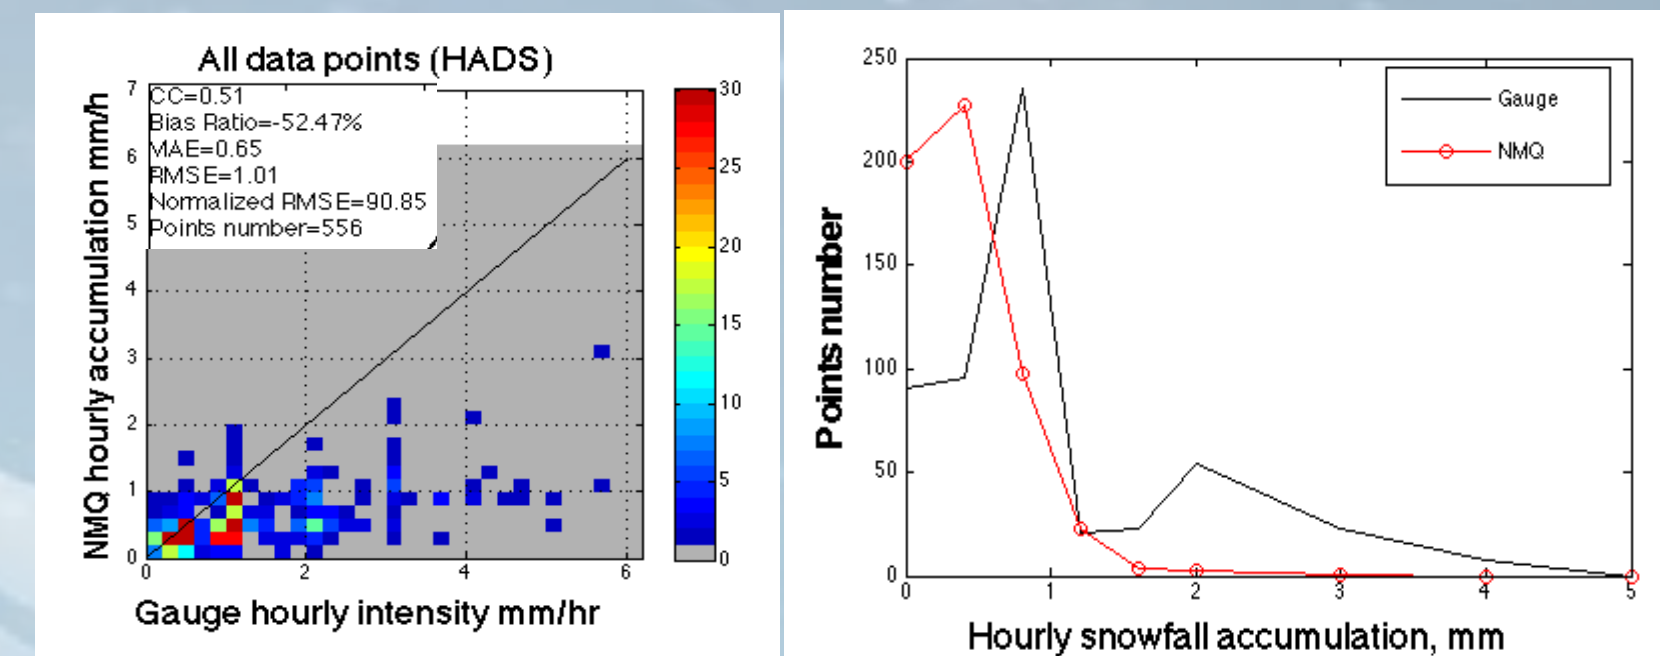 All data points (HADS)
CC=0.51
Bias Ratio=-52.47%
MAE=0.65
RMSE=1.01
Normalized RMSE=90.85
Points number=556
NMQ hourly accumulation mm/h
7
6
5
4
3
2
1
0
0 2 4 6
Gauge hourly intensity mm/hr
30
25
20
15
10
5
0
Points number
250
200
150
100
50
0
0 1 2 3 4 5
Hourly snowfall accumulation, mm
Gauge
NMQ